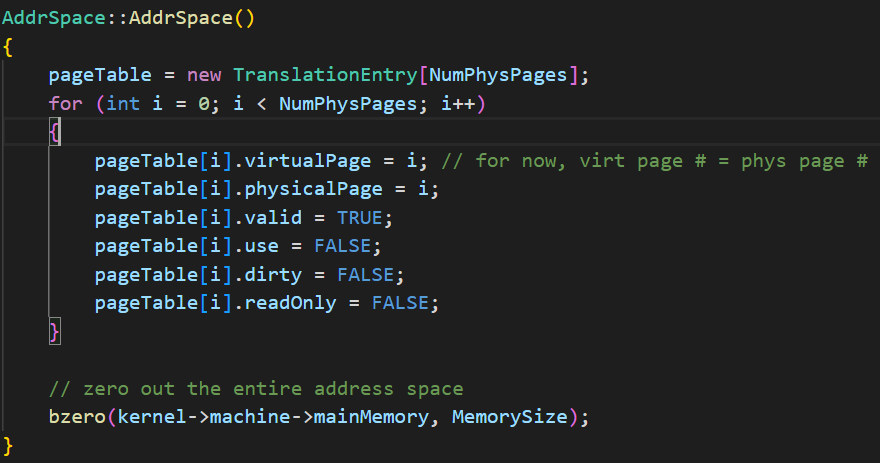 AddrSpace::AddrSpace()
{
    pageTable = new TranslationEntry[NumPhysPages];
    for (int i = 0; i < NumPhysPages; i++)
    {
        pageTable[i].virtualPage = i; // for now, virt page # = phys page #
        pageTable[i].physicalPage = i;
        pageTable[i].valid = TRUE;
        pageTable[i].use = FALSE;
        pageTable[i].dirty = FALSE;
        pageTable[i].readOnly = FALSE;
    }

    // zero out the entire address space
    bzero(kernel->machine->mainMemory, MemorySize);
}